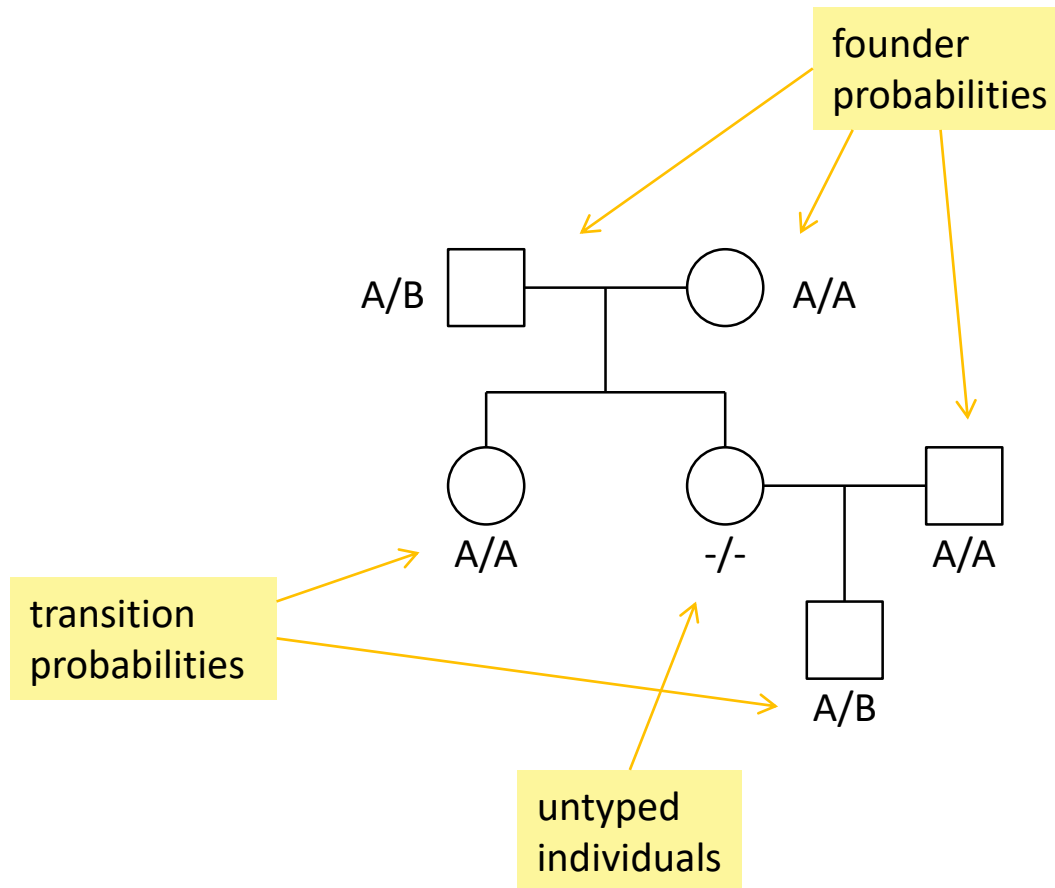 founder
probabilities
A/B
A/A
A/A
-/-
A/A
transition
probabilities
A/B
untyped
individuals